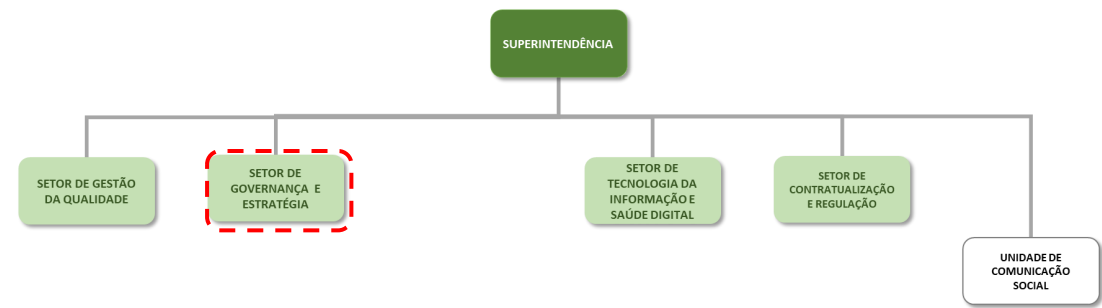 SUPERINTENDÊNCIA
SETOR DE GESTÃO
DA QUALIDADE
SETOR DE
GOVERNANÇA E
ESTRATÉGIA
SETOR DE
TECNOLOGIA DA
INFORMAÇÃO E
SAÚDE DIGITAL
SETOR DE
CONTRATUALIZAÇÃO
E REGULAÇÃO
UNIDADE DE
COMUNICAÇÃO
SOCIAL